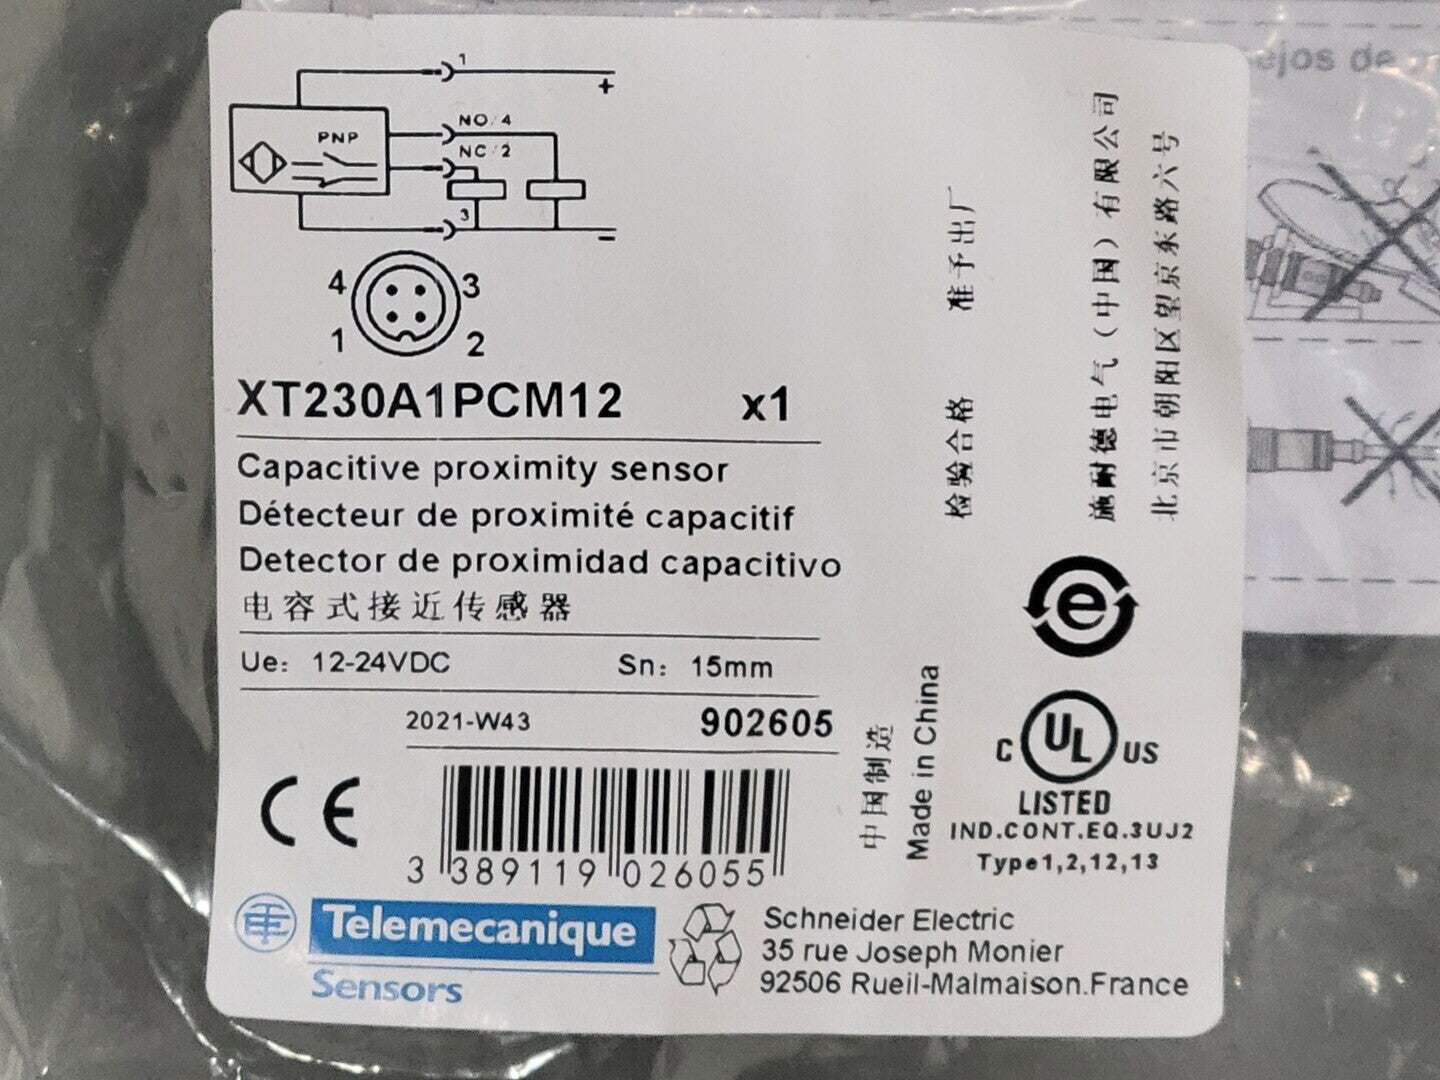 1
+
PNP
NO/4
NC/2
3
−
4
3
1
2
XT230A1PCM12 x1
Capacitive proximity sensor
Détecteur de proximité capacitif
Detector de proximidad capacitivo
电容式接近传感器
Ue: 12-24VDC Sn: 15mm
2021-W43 902605
CE
3 389119 026055
Telemecanique
Sensors
Schneider Electric
35 rue Joseph Monier
92506 Rueil-Malmaison.France
中国制造
Made in China
检验合格 准予出厂
施耐德电气（中国）有限公司
北京市朝阳区望京东路六号
e
C UL US
LISTED
IND.CONT.EQ.3UJ2
Type1,2,12,13
ejos de